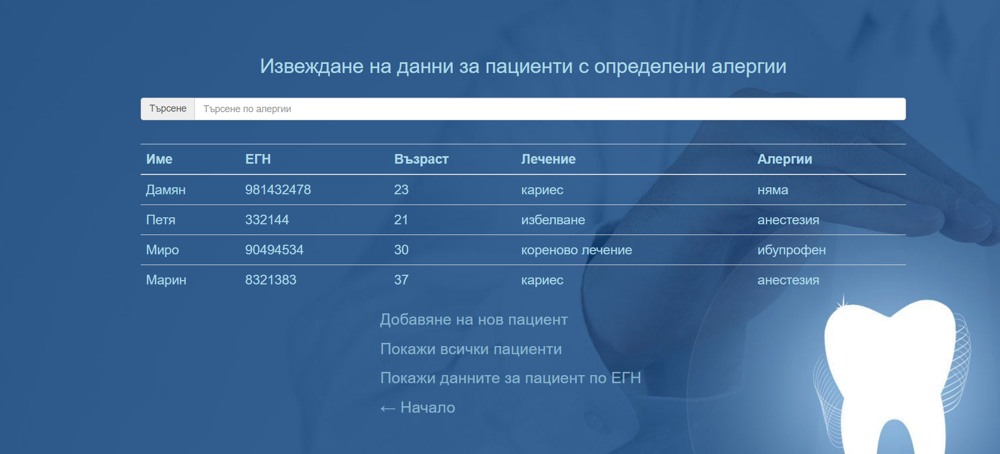 Извеждане на данни за пациенти с определени алергии
Търсене Търсене по алергии
Име ЕГН Възраст Лечение Алергии
Дамян 981432478 23 кариес няма
Петя 332144 21 избелване анестезия
Миро 90494534 30 кореново лечение ибупрофен
Марин 8321383 37 кариес анестезия
Добавяне на нов пациент
Покажи всички пациенти
Покажи данните за пациент по ЕГН
← Начало